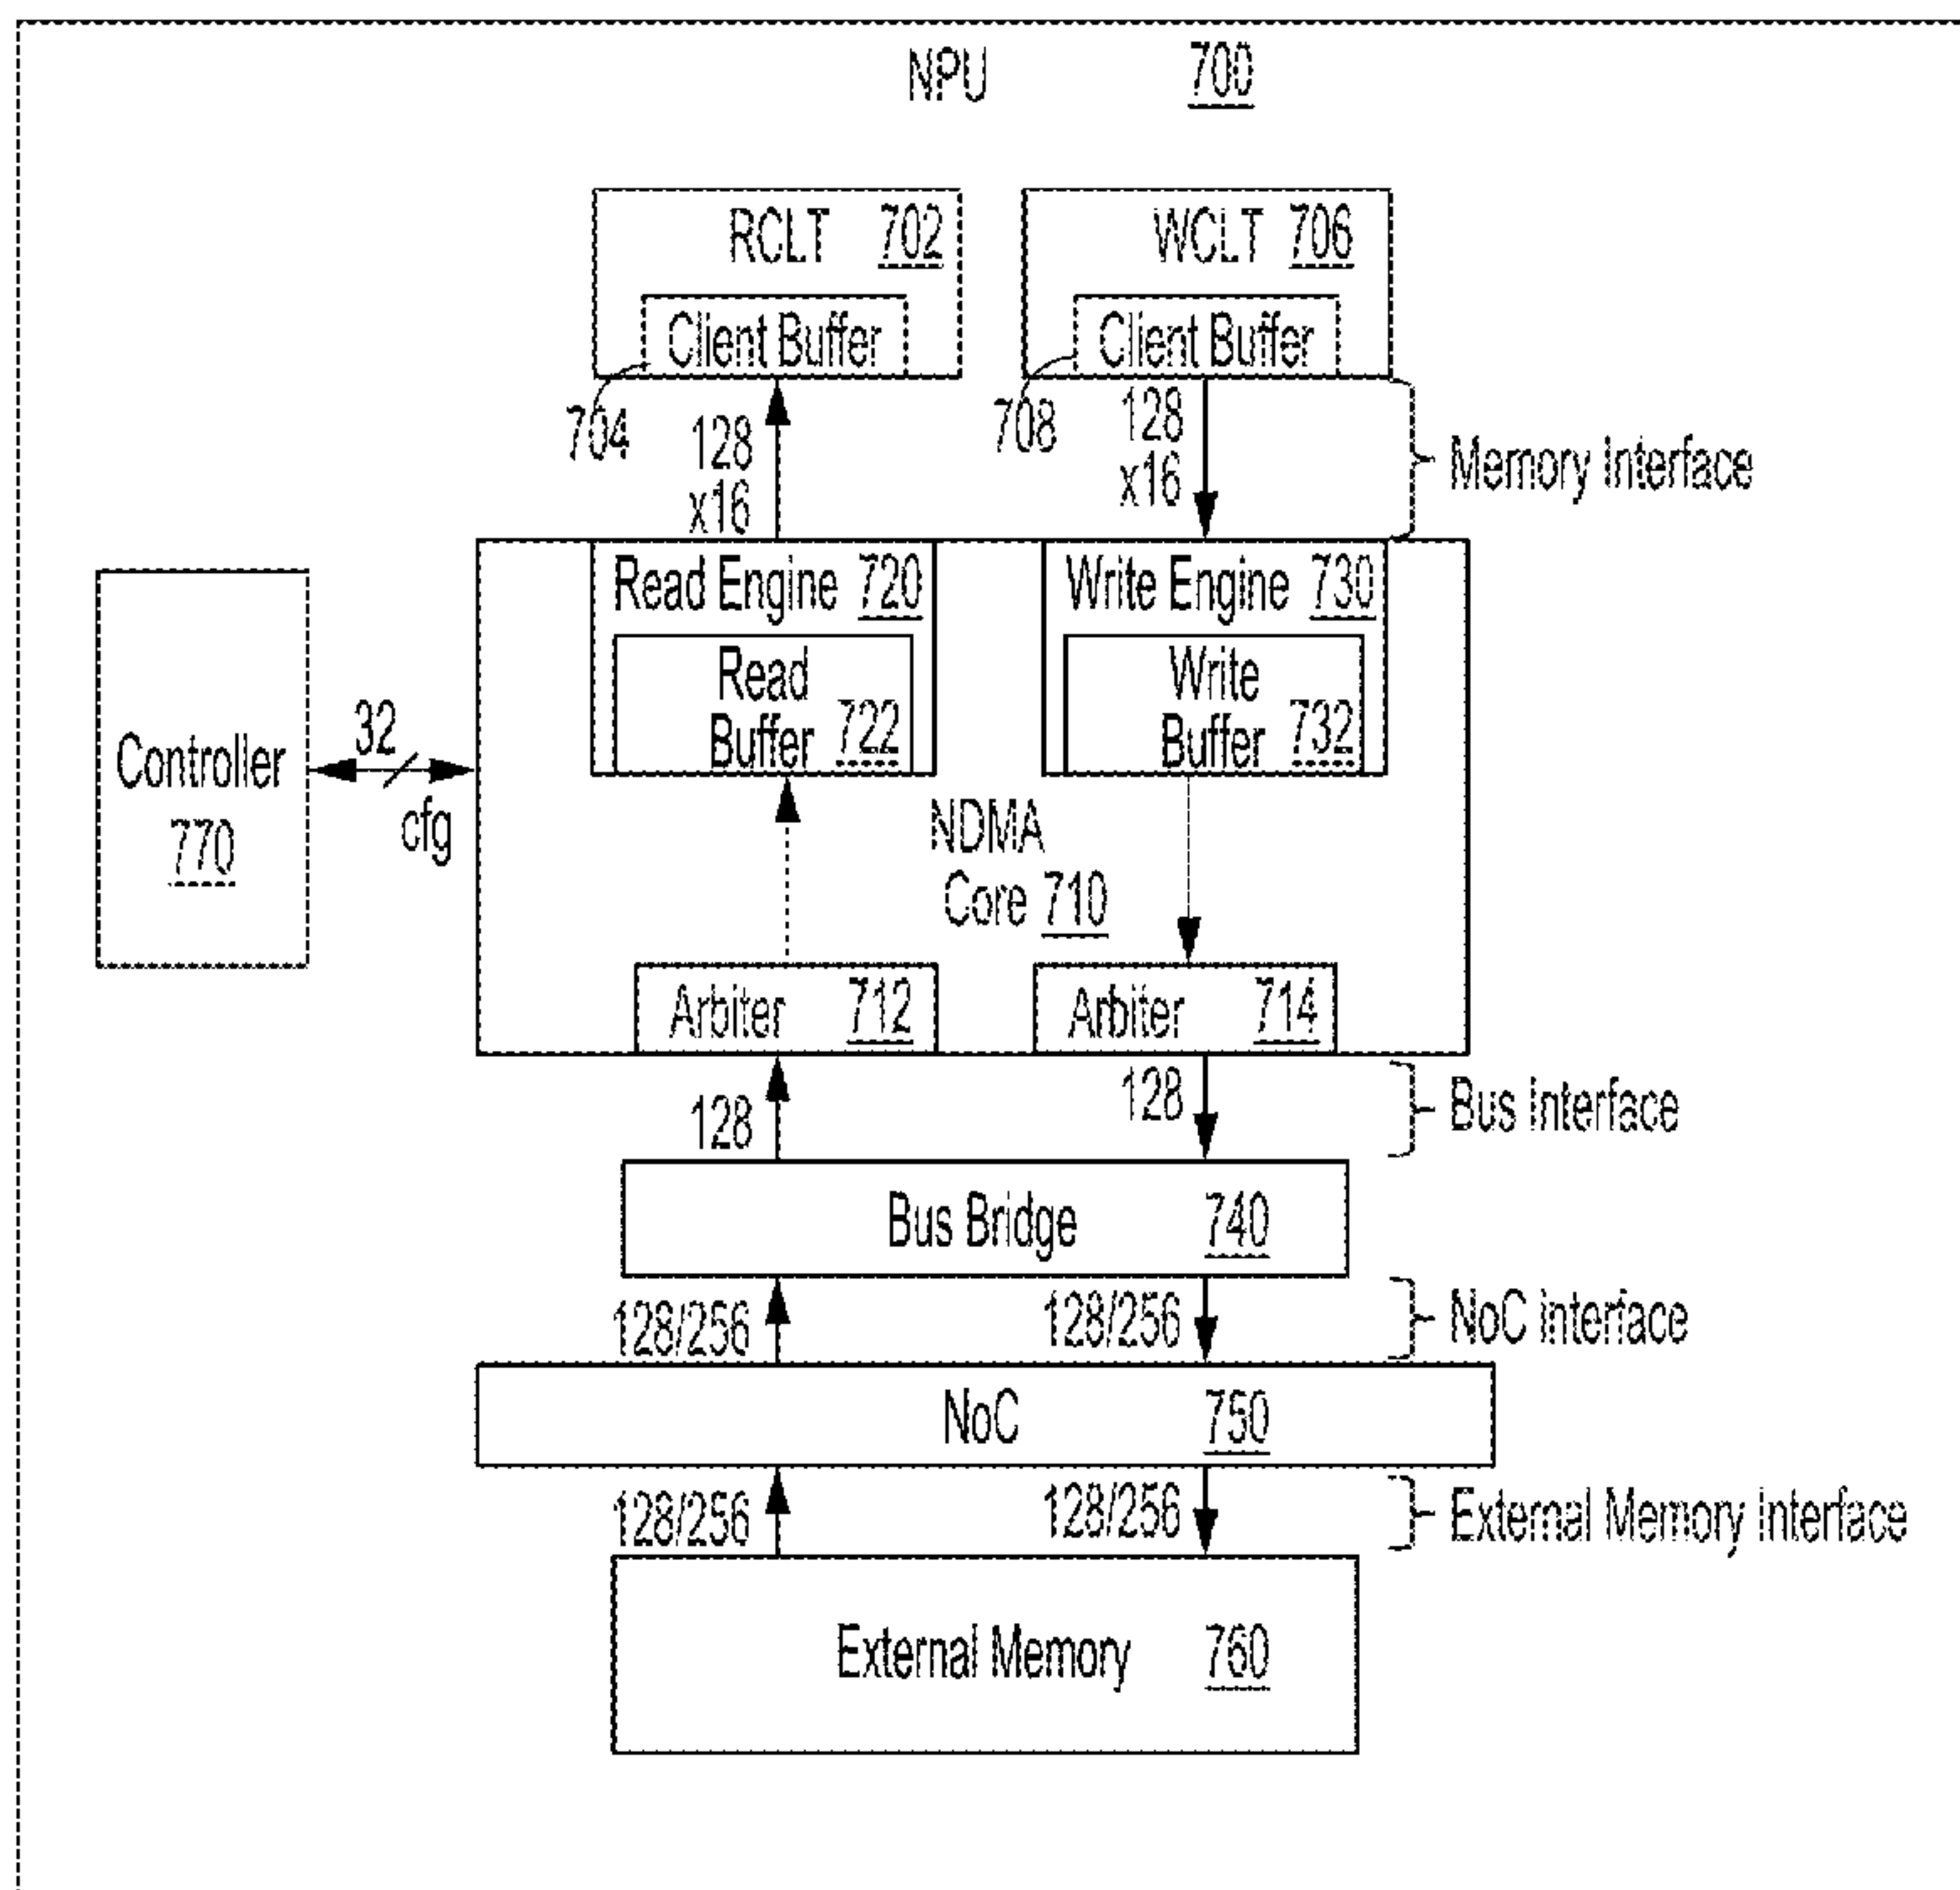 NPU 700
RCLT 702
Client Buffer
704
WCLT 706
Client Buffer
708
128
x16
128
x16
Memory Interface
Read Engine 720
Read
Buffer 722
Write Engine 730
Write
Buffer 732
Controller
770
32
cfg
NDMA
Core 710
Arbiter 712
Arbiter 714
128
128
Bus Interface
Bus Bridge 740
128/256
128/256
NoC Interface
NoC 750
128/256
128/256
External Memory Interface
External Memory 760